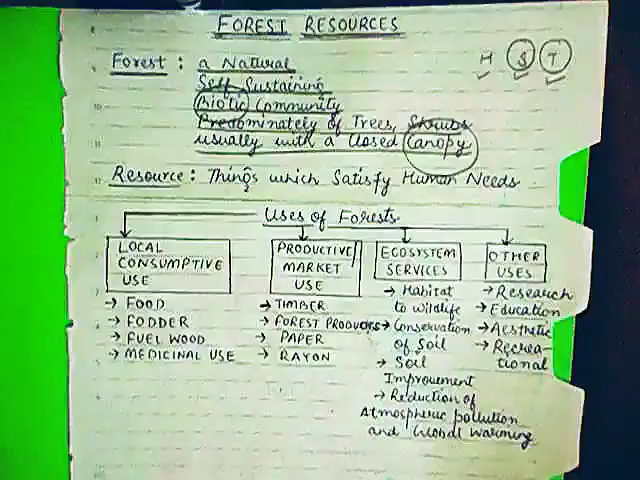 FOREST RESOURCES
Forest : a Natural
H S T
Self Sustaining
Biotic Community
Predominately of Trees, Shrubs
usually with a Closed Canopy
Resource : Things which Satisfy Human Needs
Uses of Forests
LOCAL
CONSUMPTIVE
USE
→ FOOD
→ FODDER
→ FUEL WOOD
→ MEDICINAL USE
PRODUCTIVE/
MARKET
USE
→ TIMBER
→ FOREST PRODUCTS
→ PAPER
→ RAYON
ECOSYSTEM
SERVICES
→ Habitat
to wildlife
→ Conservation
of Soil
→ Soil
Improvement
→ Reduction of
Atmospheric pollution
and Global Warming
OTHER
USES
→ Research
→ Education
→ Aesthetic
→ Recrea-
tional